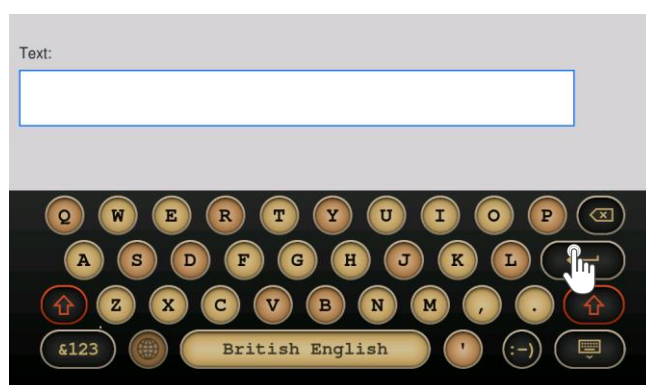 Text:
Q W E R T Y U I O P
A S D F G H J K L
Z X C V B N M , .
&123 British English ' :-)